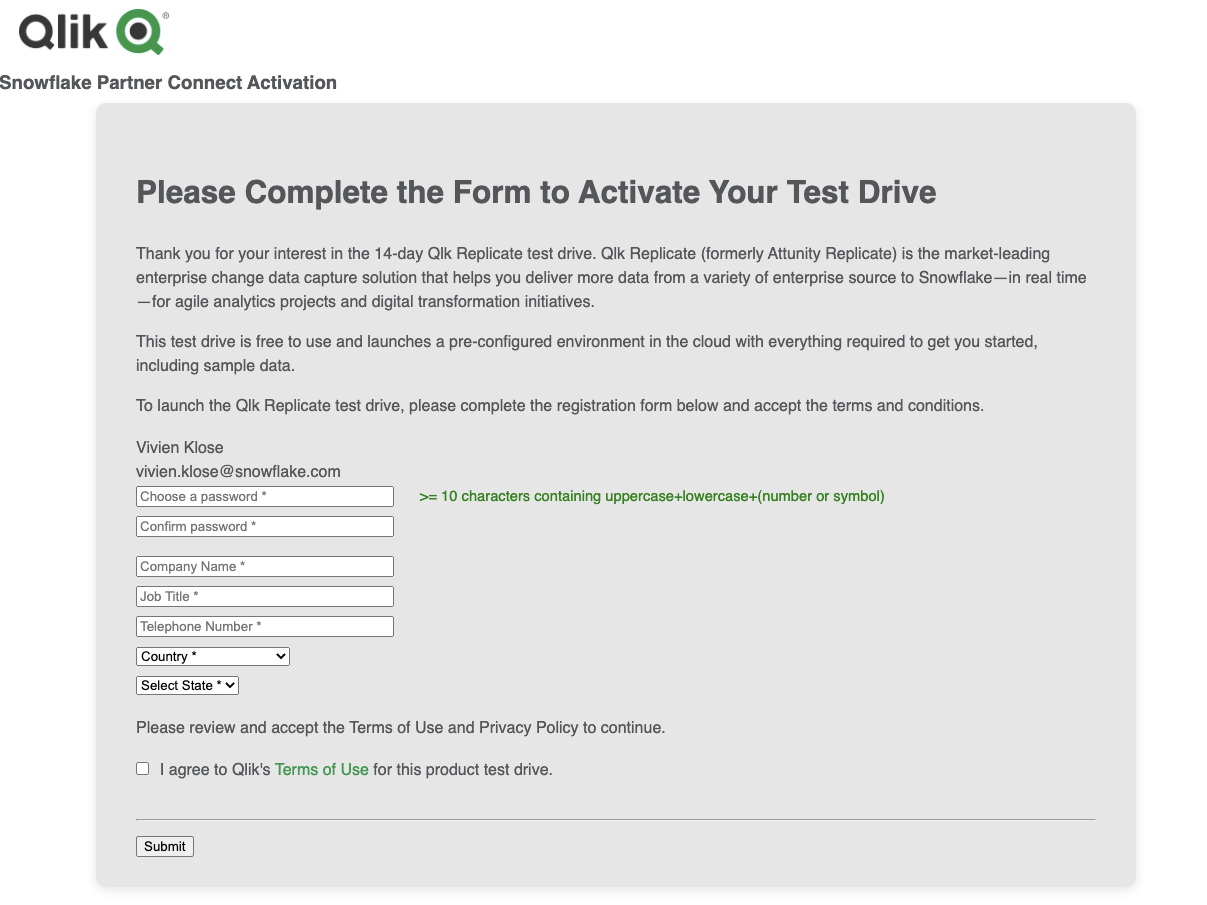 Qlik Q®
Snowflake Partner Connect Activation
Please Complete the Form to Activate Your Test Drive
Thank you for your interest in the 14-day Qlk Replicate test drive. Qlk Replicate (formerly Attunity Replicate) is the market-leading
enterprise change data capture solution that helps you deliver more data from a variety of enterprise source to Snowflake—in real time
—for agile analytics projects and digital transformation initiatives.
This test drive is free to use and launches a pre-configured environment in the cloud with everything required to get you started,
including sample data.
To launch the Qlk Replicate test drive, please complete the registration form below and accept the terms and conditions.
Vivien Klose
vivien.klose@snowflake.com
Choose a password * >= 10 characters containing uppercase+lowercase+(number or symbol)
Confirm password *
Company Name *
Job Title *
Telephone Number *
Country *
Select State *
Please review and accept the Terms of Use and Privacy Policy to continue.
I agree to Qlik's Terms of Use for this product test drive.
Submit